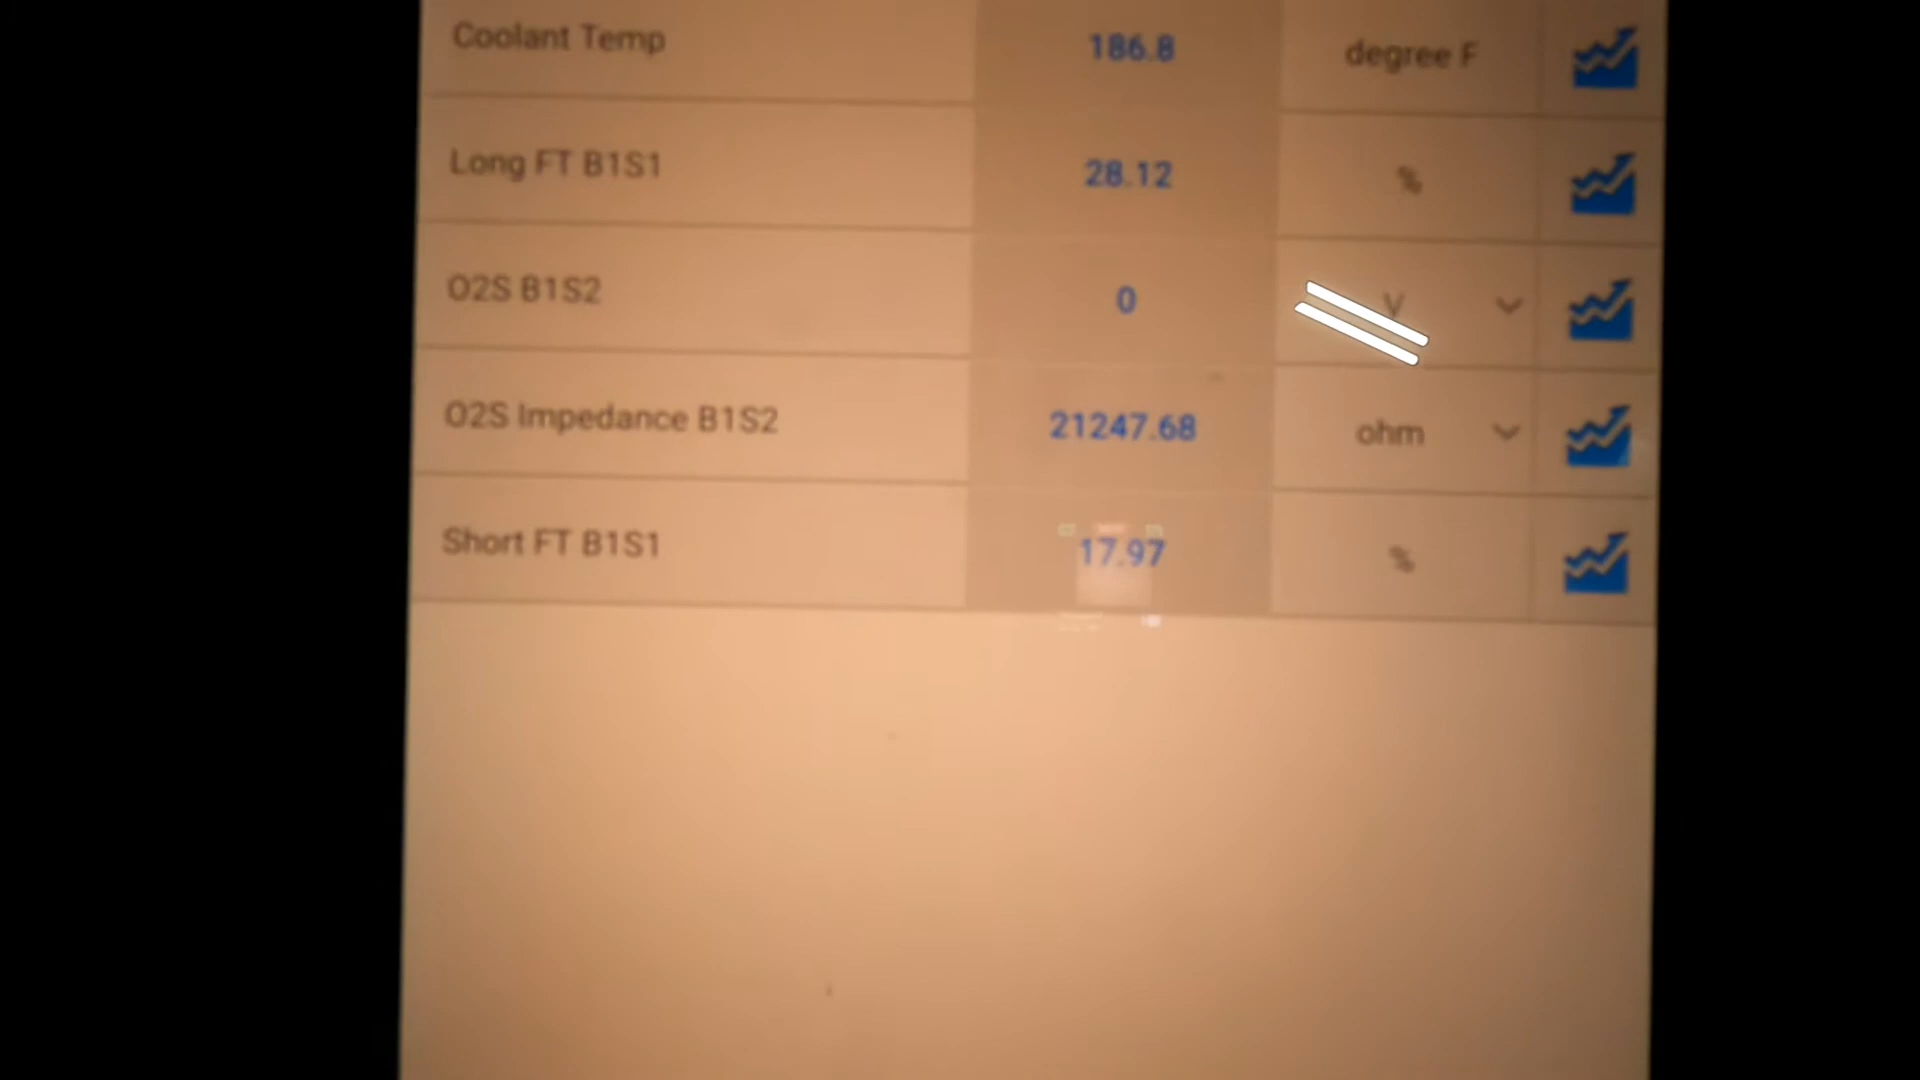 Coolant Temp 186.8 degree F
Long FT B1S1 28.12 %
O2S B1S2 0 V
O2S Impedance B1S2 21247.68 ohm
Short FT B1S1 17.97 %